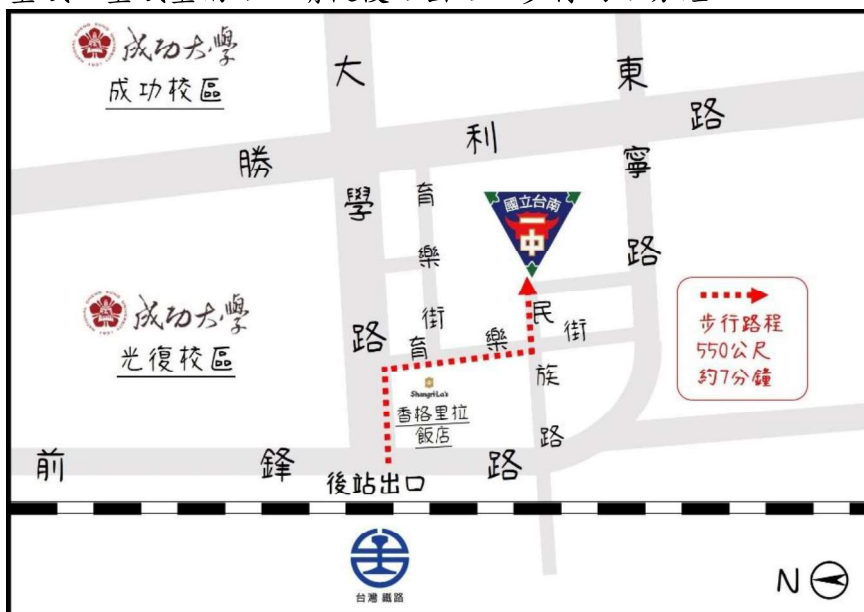 成功大學
成功校區
大學路
東寧路
勝利路
育樂街
國立台南
一中
成功大學
光復校區
民族路
育樂街
步行路程
550公尺
約7分鐘
Shangri-La's
香格里拉
飯店
前鋒路
後站出口
台灣鐵路
N